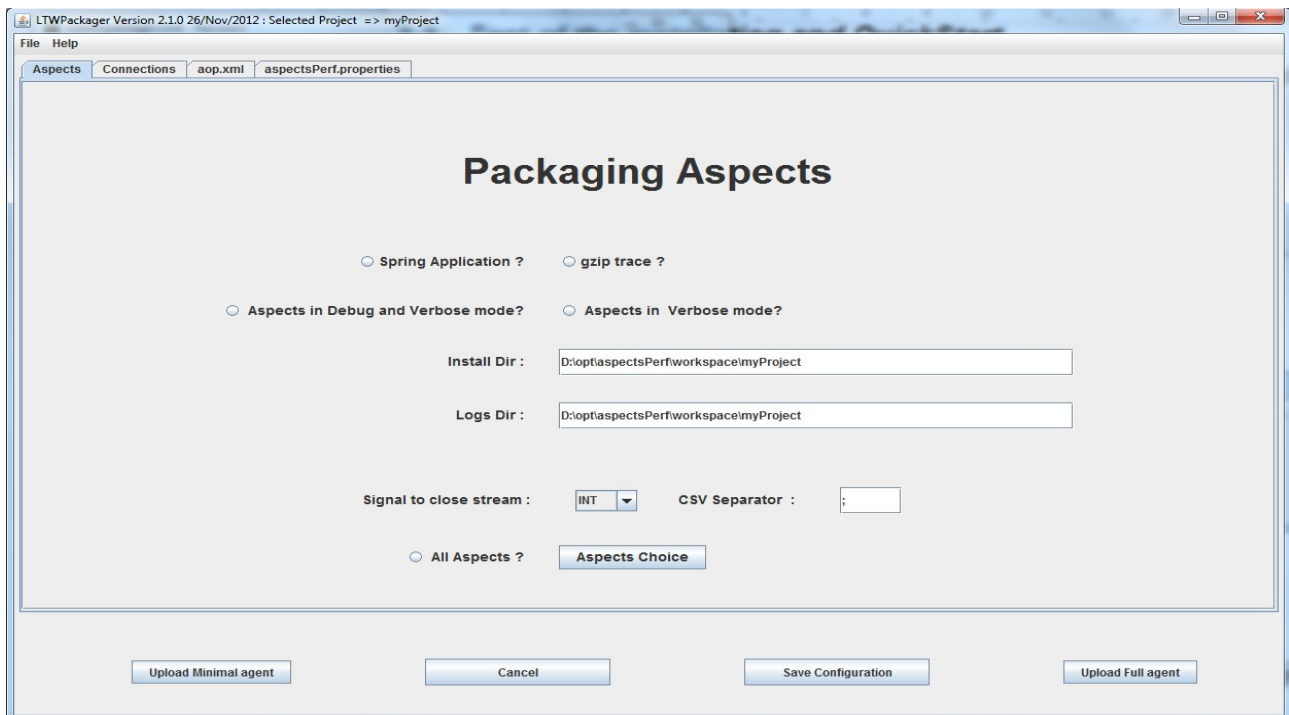 LTWPackager Version 2.1.0 26/Nov/2012 : Selected Project => myProject
File Help
Aspects Connections aop.xml aspectsPerf.properties
Packaging Aspects
Spring Application ? gzip trace ?
Aspects in Debug and Verbose mode? Aspects in Verbose mode?
Install Dir : D:\opt\aspectsPerf\workspace\myProject
Logs Dir : D:\opt\aspectsPerf\workspace\myProject
Signal to close stream : INT CSV Separator : ;
All Aspects ? Aspects Choice
Upload Minimal agent Cancel Save Configuration Upload Full agent